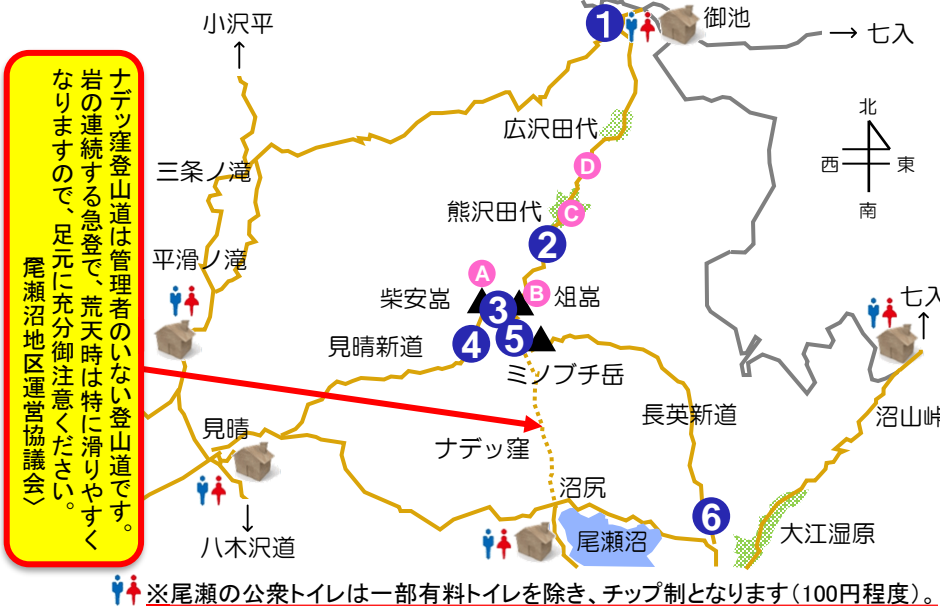 小沢平
↑
①
御池
→ 七入
広沢田代
北
西 東
南
D
三条ノ滝
熊沢田代
C
②
平滑ノ滝
A
柴安嵓
③
B
俎嵓
七入
↑
見晴新道
④
⑤
ミノブチ岳
長英新道
沼山峠
見晴
ナデッ窪
沼尻
⑥
大江湿原
尾瀬沼
↓
八木沢道
ナデッ窪登山道は管理者のいない登山道です。
岩の連続する急登で、荒天時は特に滑りやすく
なりますので、足元に充分御注意ください。
尾瀬沼地区運営協議会〉
※尾瀬の公衆トイレは一部有料トイレを除き、チップ制となります(100円程度)。